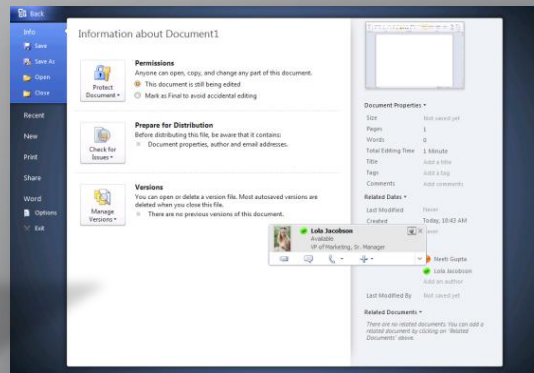 Back
Info
Save
Save As
Open
Close
Recent
New
Print
Share
Word
Options
Exit
Information about Document1
Protect
Document
Permissions
Anyone can open, copy, and change any part of this document.
This document is still being edited
Mark as Final to avoid accidental editing
Check for
Issues
Prepare for Distribution
Before distributing this file, be aware that it contains:
Document properties, author and email addresses.
Manage
Versions
Versions
You can open or delete a version file. Most autosaved versions are
deleted when you close this file.
There are no previous versions of this document.
Lola Jacobson
Available
VP of Marketing, Sr. Manager
Document Properties
Size Not saved yet
Pages 1
Words 0
Total Editing Time 1 Minute
Title Add a title
Tags Add a tag
Comments Add comments
Related Dates
Last Modified Never
Created Today, 10:43 AM
Never
Neeti Gupta
Lola Jacobson
Add an author
Last Modified By Not saved yet
Related Documents
There are no related documents. You can add a
related document by clicking on 'Related
Documents' above.